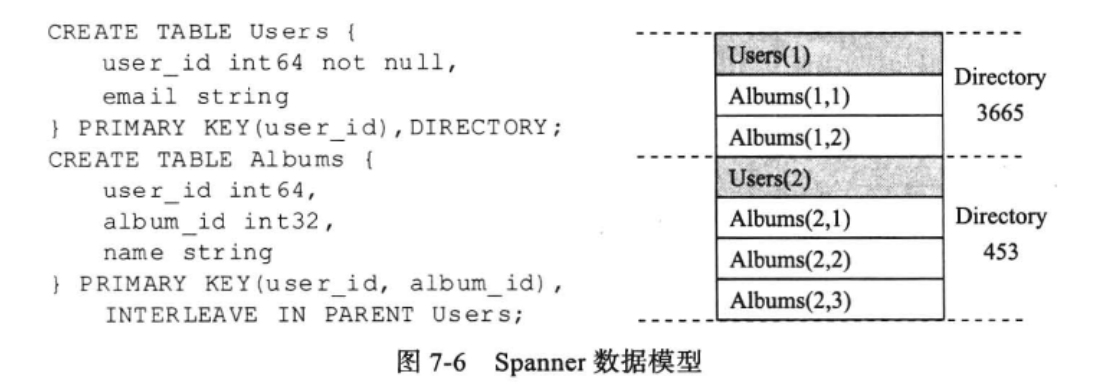 CREATE TABLE Users {
user_id int64 not null,
email string
} PRIMARY KEY(user_id),DIRECTORY;
CREATE TABLE Albums {
user_id int64,
album_id int32,
name string
} PRIMARY KEY(user_id, album_id),
INTERLEAVE IN PARENT Users;
Users(1)
Albums(1,1)
Albums(1,2)
Directory
3665
Users(2)
Albums(2,1)
Albums(2,2)
Albums(2,3)
Directory
453
图 7-6 Spanner 数据模型